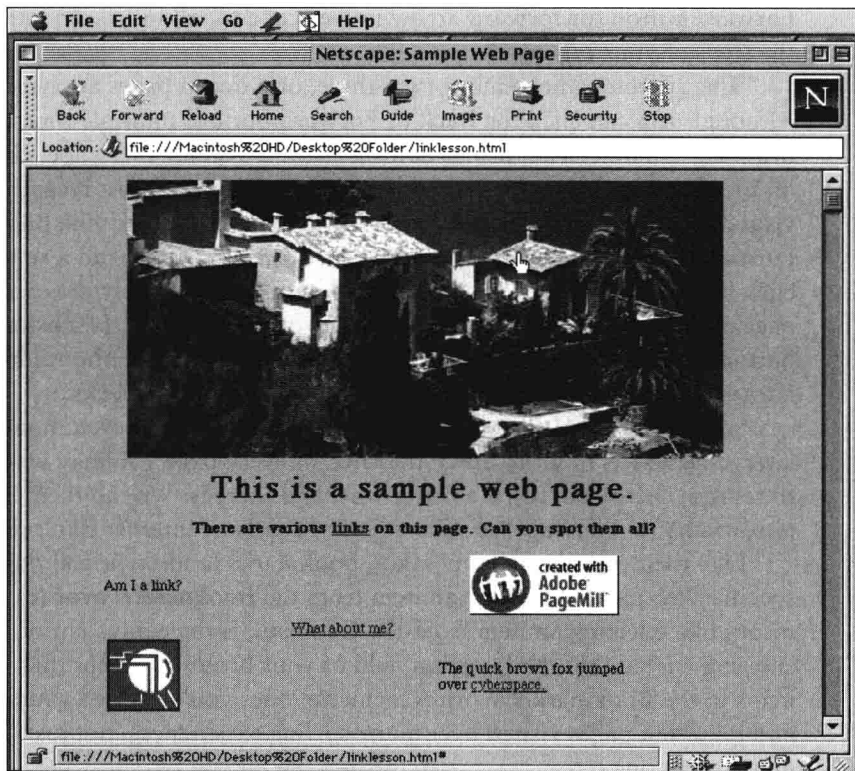 File Edit View Go Help
Netscape: Sample Web Page
Back Forward Reload Home Search Guide Images Print Security Stop
N
Location: file:///Macintosh%20HD/Desktop%20Folder/linklesson.html
This is a sample web page.
There are various links on this page. Can you spot them all?
created with
Adobe
PageMill™
Am I a link?
What about me?
The quick brown fox jumped
over cyberspace.
file:///Macintosh%20HD/Desktop%20Folder/linklesson.html#